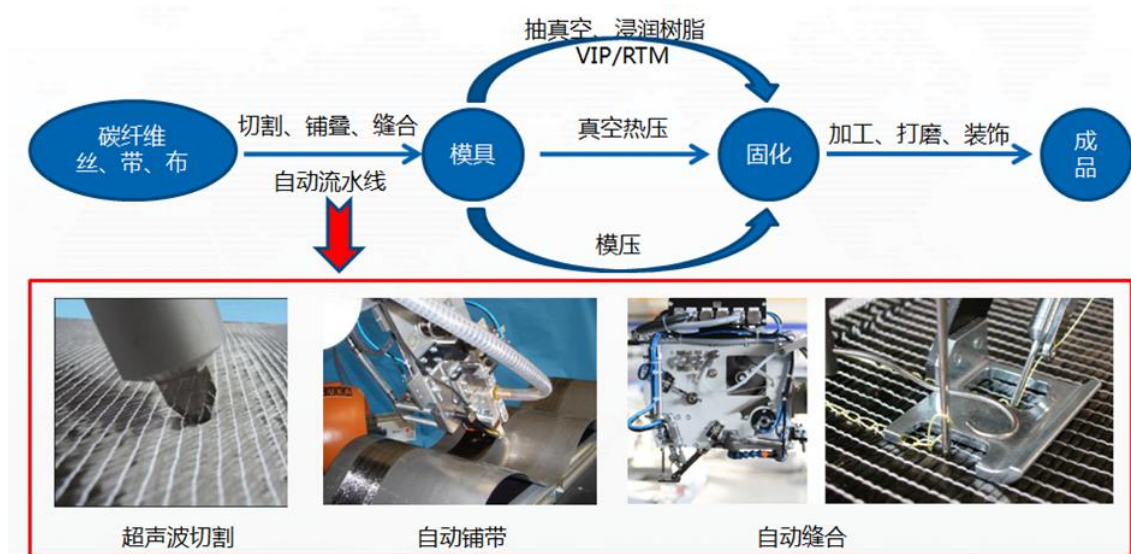 抽真空、浸润树脂
VIP/RTM
碳纤维
丝、带、布
切割、铺叠、缝合
自动流水线
模具
真空热压
固化
加工、打磨、装饰
成
品
模压
超声波切割
自动铺带
自动缝合